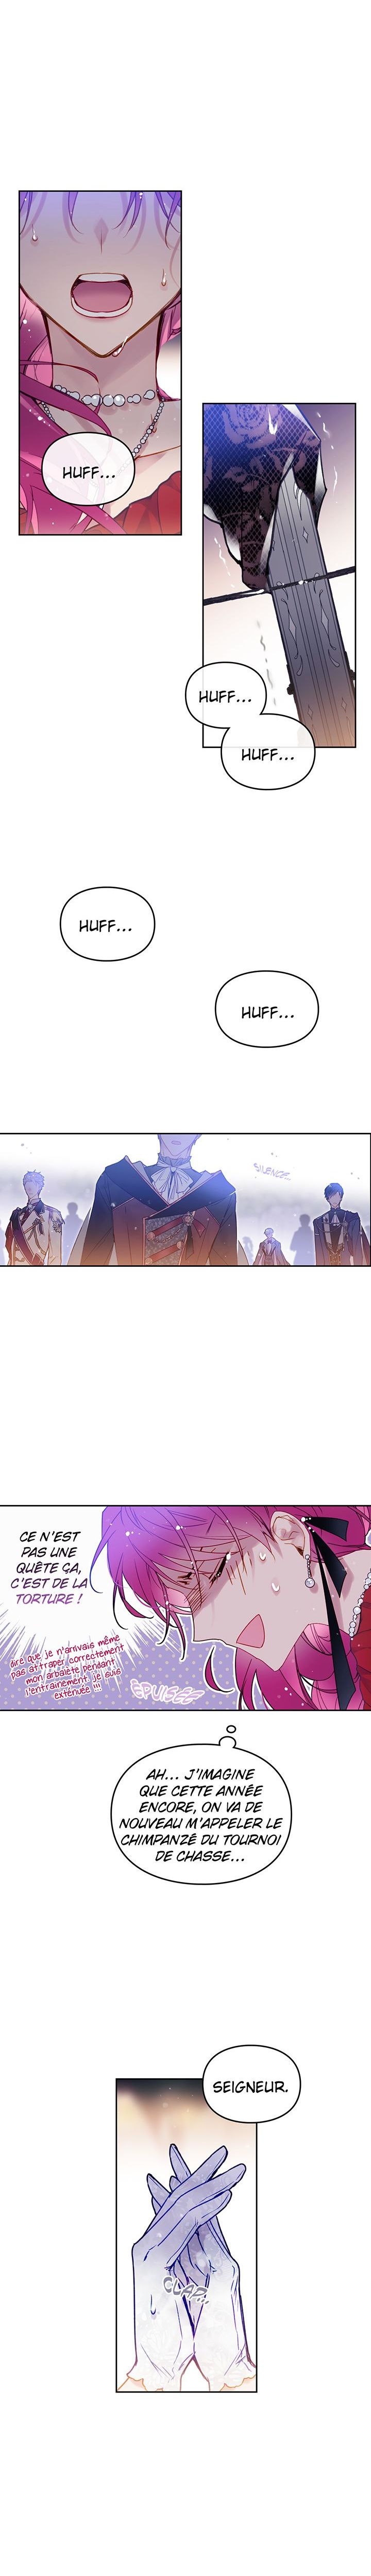 HUFF...
HUFF...
HUFF...
HUFF...
HUFF...
SILENCE
CE N'EST
PAS UNE
QUÊTE ÇA,
C'EST DE LA
TORTURE !
dire que je n'arrivais même
pas attraper correctement
mon arbalète pendant
l'entrainement je suis
exténuée !!!
ÉPUISÉE
AH... J'IMAGINE
QUE CETTE ANNÉE
ENCORE, ON VA DE
NOUVEAU M'APPELER LE
CHIMPANZÉ DU TOURNOI
DE CHASSE...
SEIGNEUR.
CLAP...